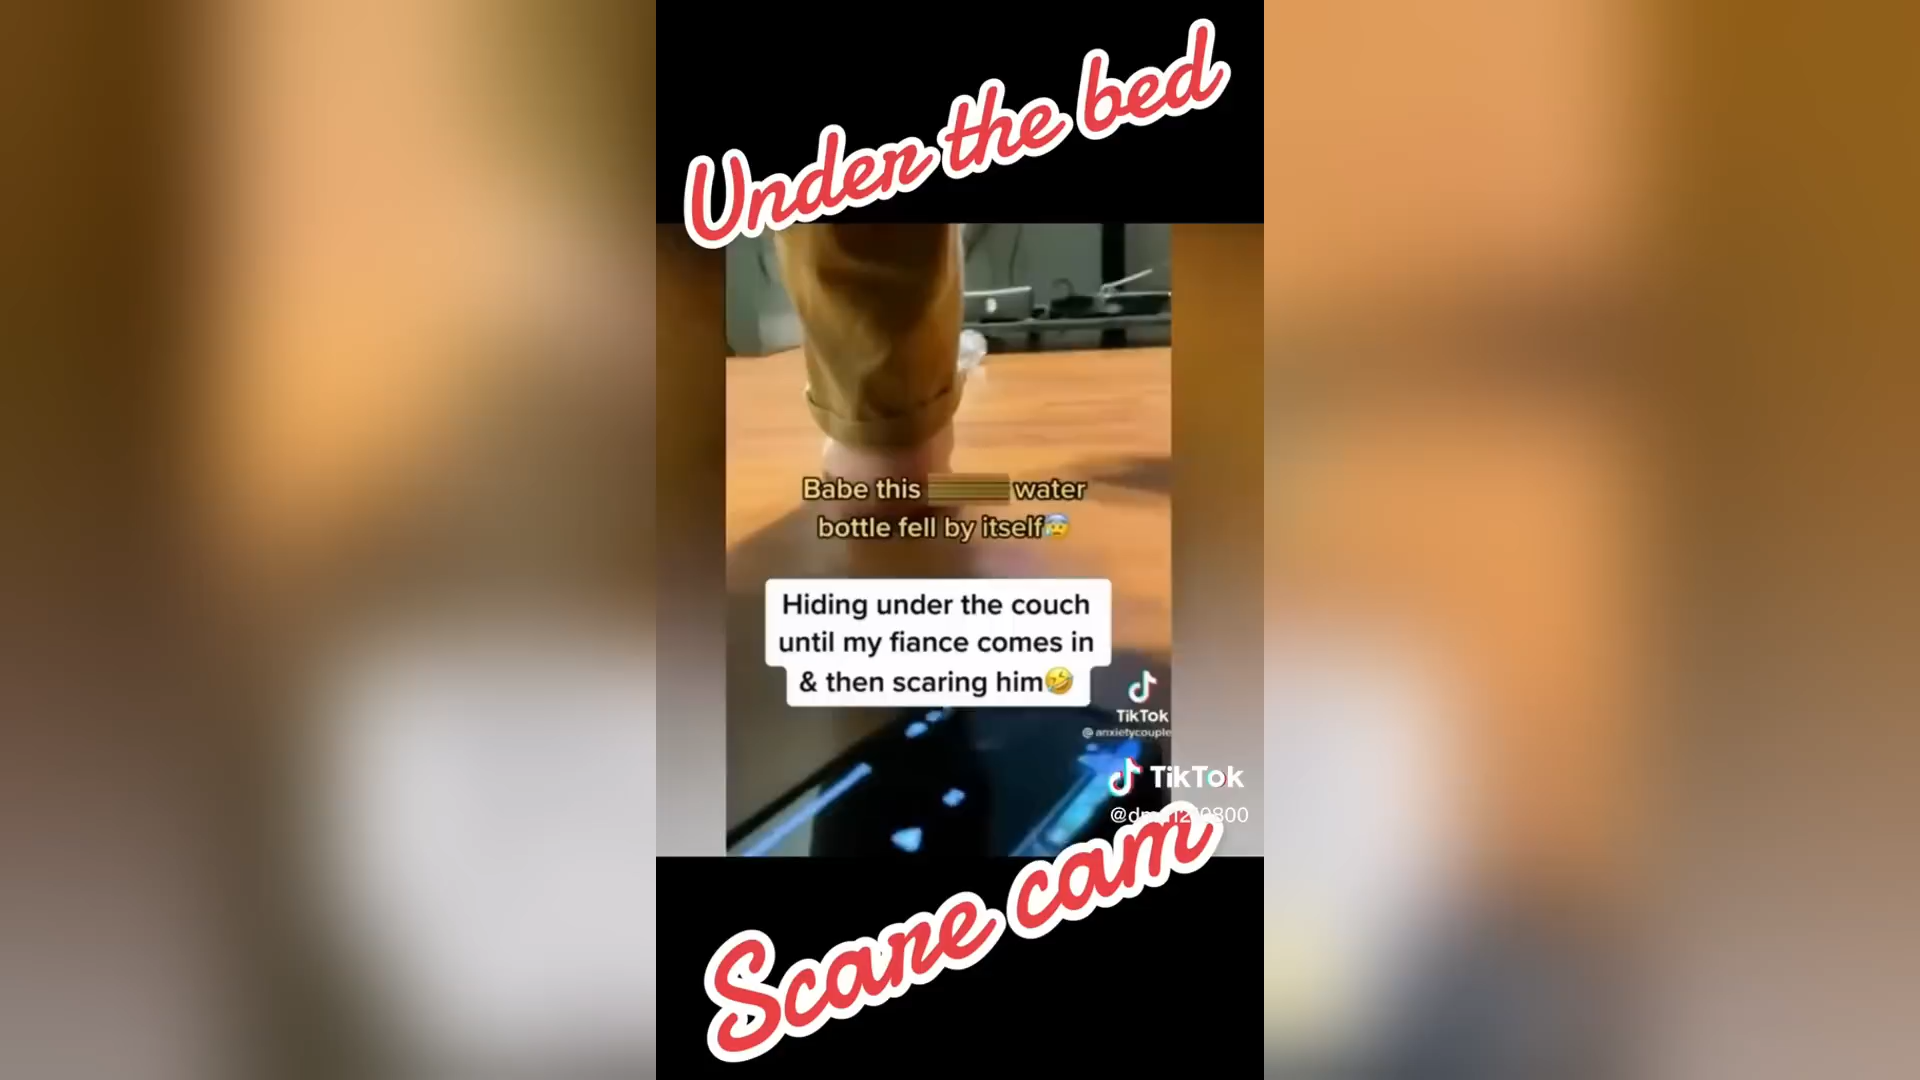 Under the bed
Babe this water
bottle fell by itself😰
Hiding under the couch
until my fiance comes in
& then scaring him🤣
TikTok
@anxietycouple
TikTok
Scare cam